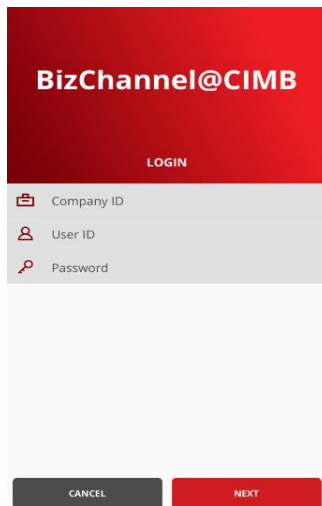 BizChannel@CIMB
LOGIN
Company ID
User ID
Password
CANCEL NEXT